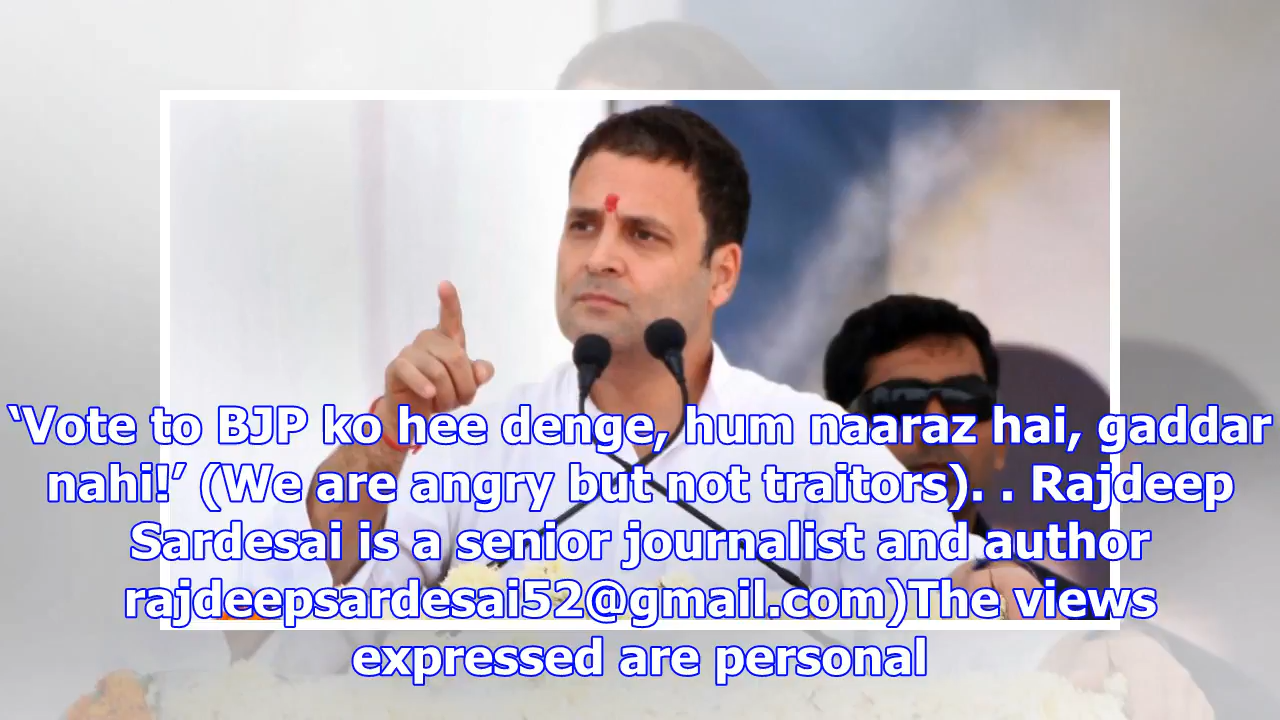 ‘Vote to BJP ko hee denge, hum naaraz hai, gaddar
nahi!’ (We are angry but not traitors). . Rajdeep
Sardesai is a senior journalist and author
rajdeepsardesai52@gmail.com)The views
expressed are personal